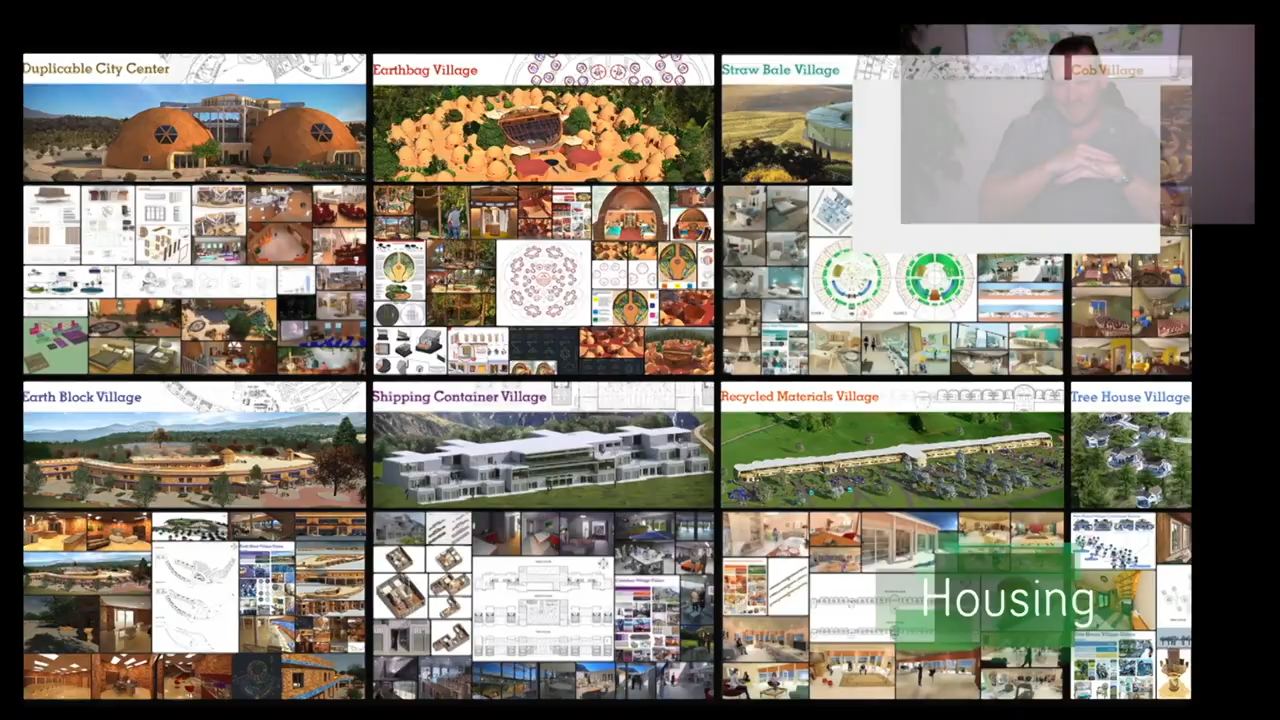 Duplicable City Center
Earthbag Village
Straw Bale Village
Cob Village
Earth Block Village
Shipping Container Village
Recycled Materials Village
Tree House Village
Housing